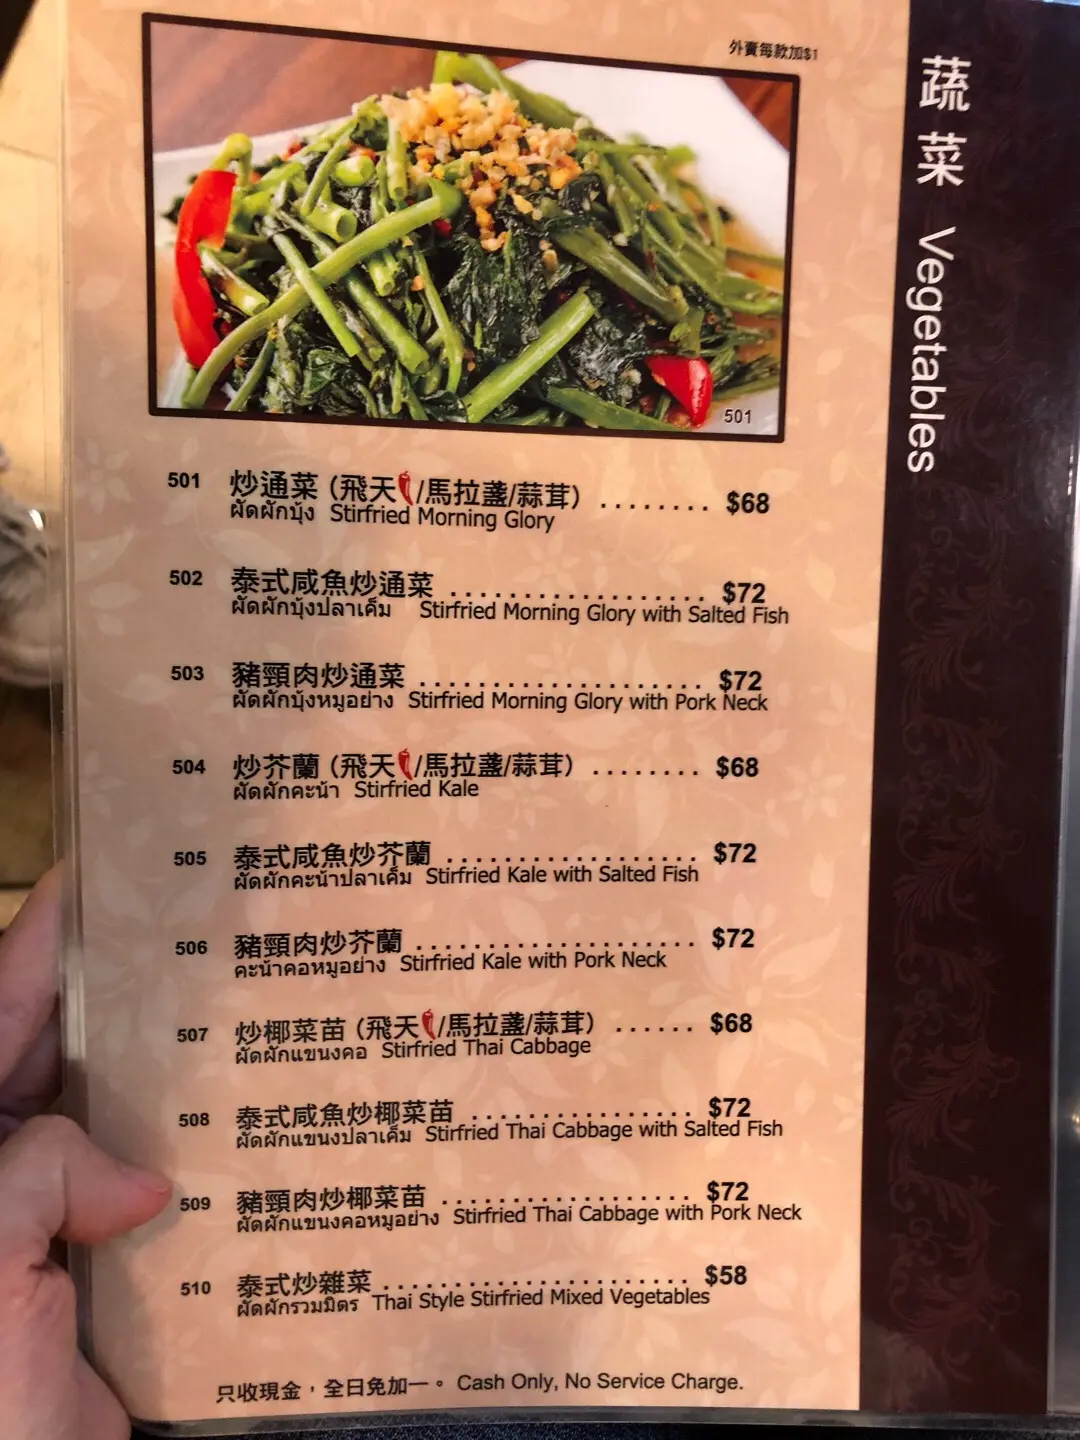 外賣每款加$1
蔬菜 Vegetables
501
501 炒通菜 (飛天/馬拉盞/蒜茸) ........ $68
ผัดผักบุ้ง Stirfried Morning Glory
502 泰式咸魚炒通菜 .................. $72
ผัดผักบุ้งปลาเค็ม Stirfried Morning Glory with Salted Fish
503 豬頸肉炒通菜 .................... $72
ผัดผักบุ้งหมูอย่าง Stirfried Morning Glory with Pork Neck
504 炒芥蘭 (飛天/馬拉盞/蒜茸) ........ $68
ผัดผักคะน้า Stirfried Kale
505 泰式咸魚炒芥蘭 .................. $72
ผัดผักคะน้าปลาเค็ม Stirfried Kale with Salted Fish
506 豬頸肉炒芥蘭 .................... $72
คะน้าคอหมูอย่าง Stirfried Kale with Pork Neck
507 炒椰菜苗 (飛天/馬拉盞/蒜茸) ...... $68
ผัดผักแขนงคอ Stirfried Thai Cabbage
508 泰式咸魚炒椰菜苗 ................ $72
ผัดผักแขนงปลาเค็ม Stirfried Thai Cabbage with Salted Fish
509 豬頸肉炒椰菜苗 .................. $72
ผัดผักแขนงคอหมูอย่าง Stirfried Thai Cabbage with Pork Neck
510 泰式炒雜菜 ...................... $58
ผัดผักรวมมิตร Thai Style Stirfried Mixed Vegetables
只收現金，全日免加一。 Cash Only, No Service Charge.